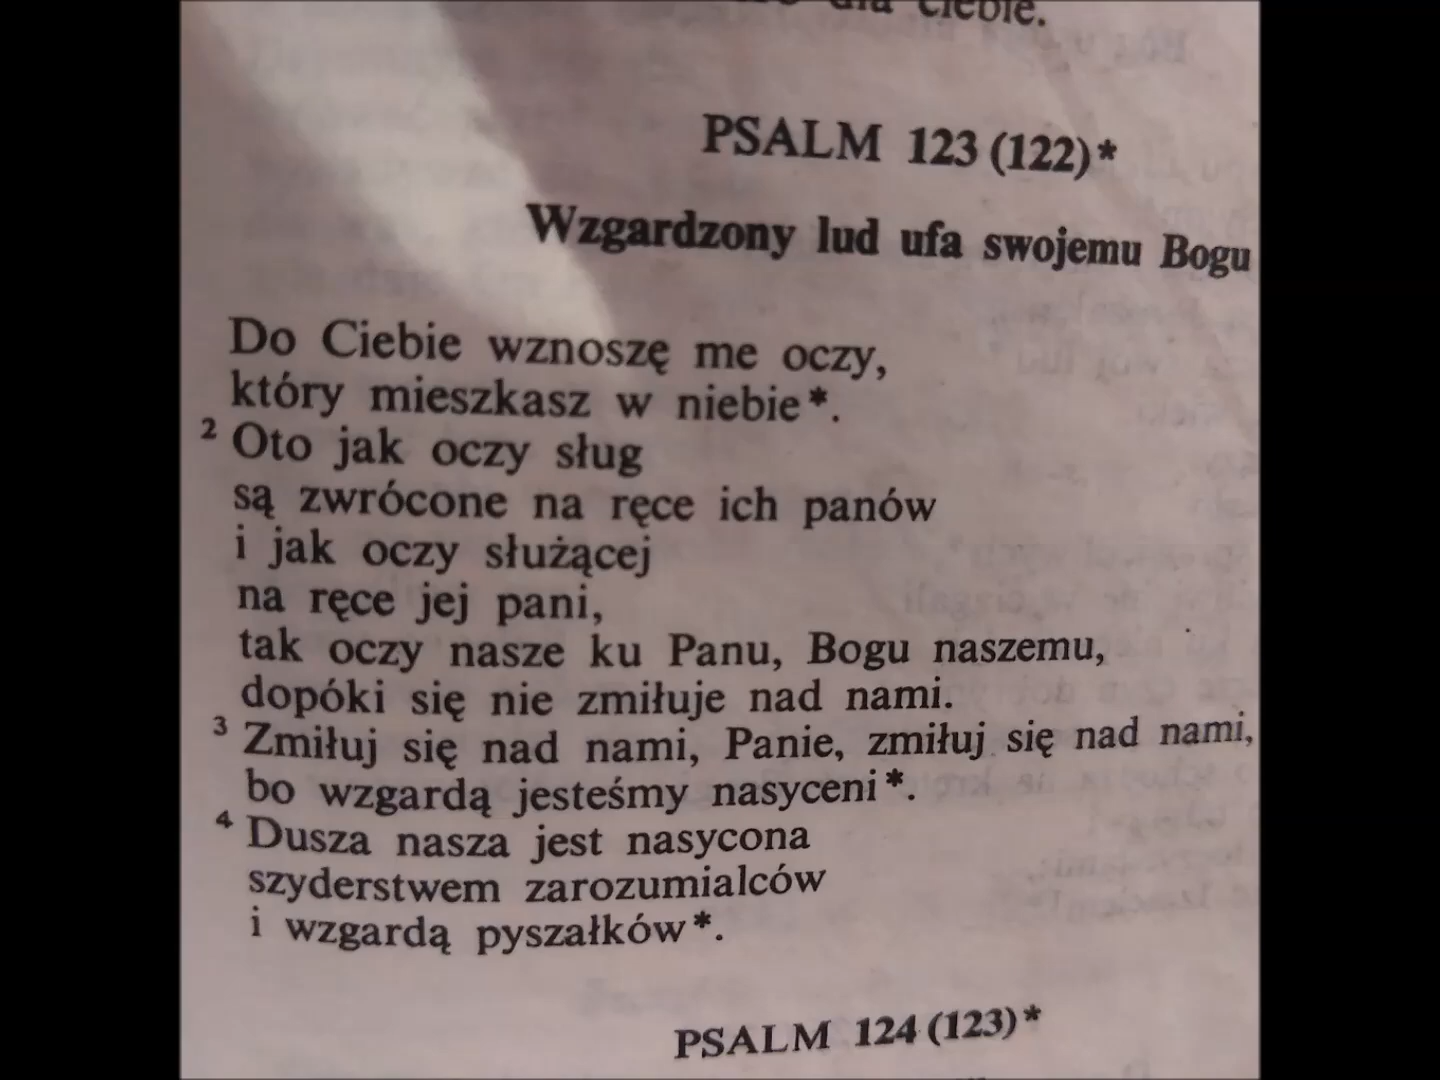 ciebie.
PSALM 123 (122)*
Wzgardzony lud ufa swojemu Bogu
Do Ciebie wznoszę me oczy,
który mieszkasz w niebie*.
2 Oto jak oczy sług
są zwrócone na ręce ich panów
i jak oczy służącej
na ręce jej pani,
tak oczy nasze ku Panu, Bogu naszemu,
dopóki się nie zmiłuje nad nami.
3 Zmiłuj się nad nami, Panie, zmiłuj się nad nami,
bo wzgardą jesteśmy nasyceni*.
4 Dusza nasza jest nasycona
szyderstwem zarozumialców
i wzgardą pyszałków*.
PSALM 124 (123)*